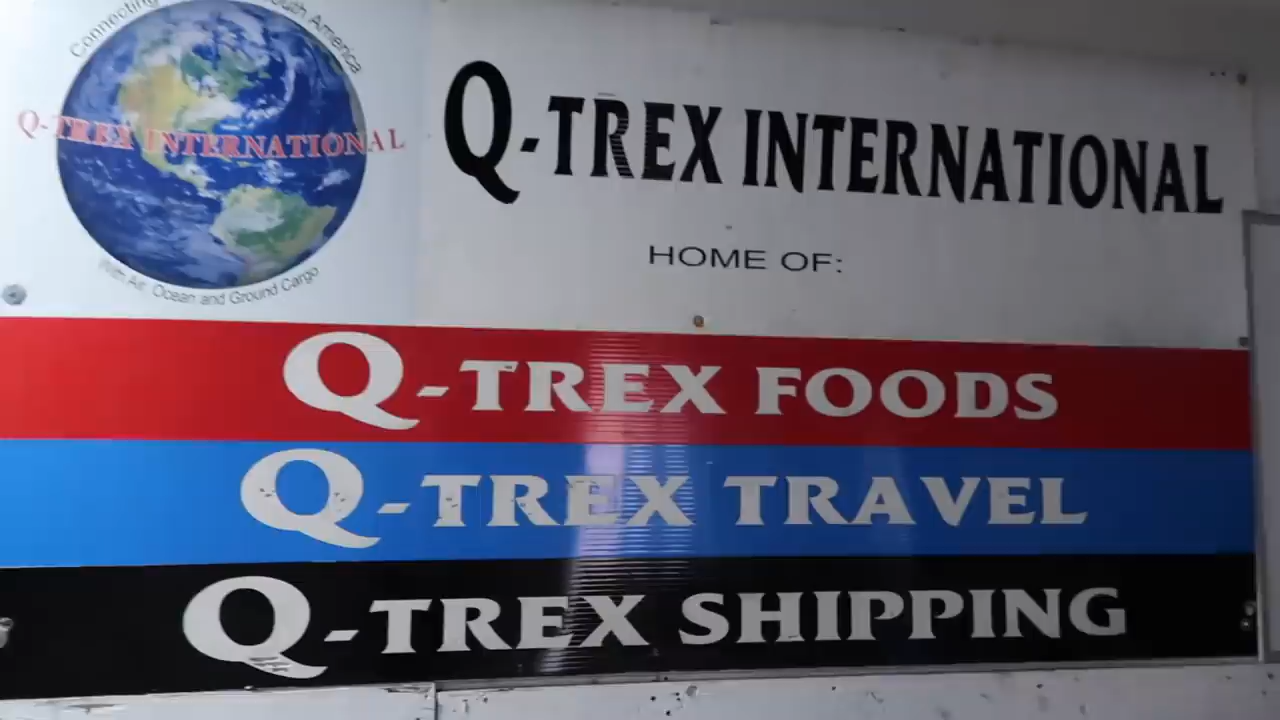 Connecting South America
Q-TREX INTERNATIONAL
With Air, Ocean and Ground Cargo
Q-TREX INTERNATIONAL
HOME OF:
Q-TREX FOODS
Q-TREX TRAVEL
Q-TREX SHIPPING